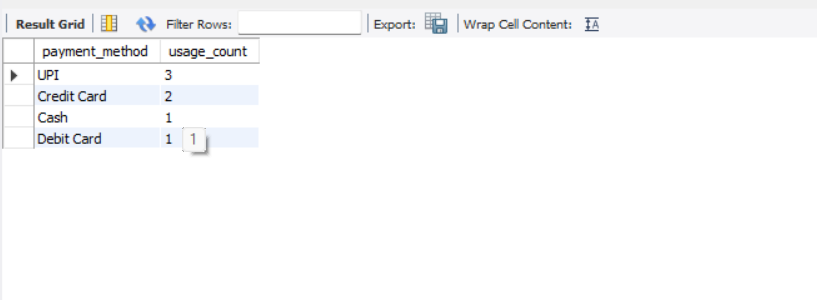 Result Grid Filter Rows: Export: Wrap Cell Content: IA
payment_method usage_count
UPI 3
Credit Card 2
Cash 1
Debit Card 1 1